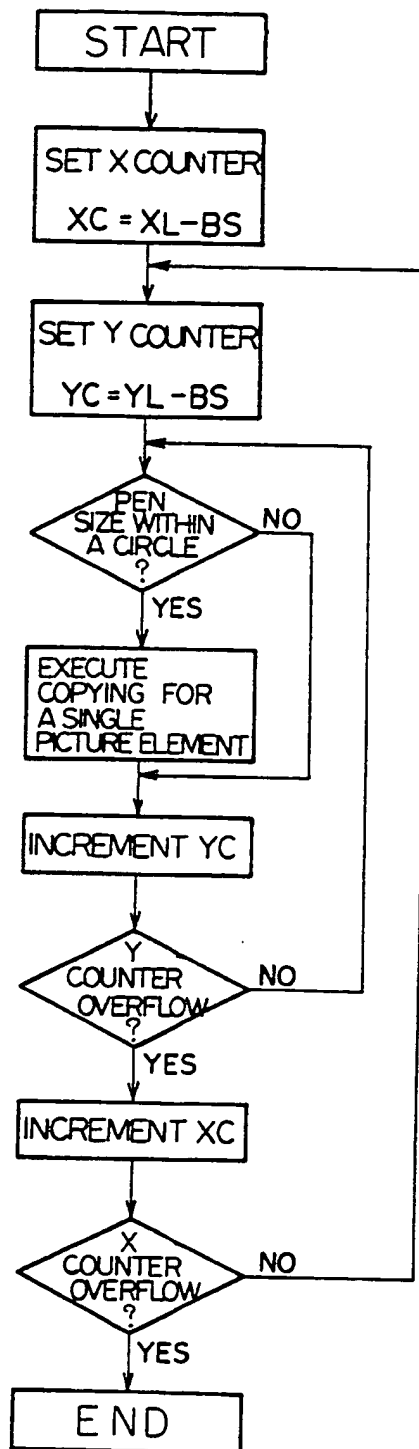 START
SET X COUNTER
XC = XL-BS
SET Y COUNTER
YC = YL-BS
PEN
SIZE WITHIN
A CIRCLE
?
NO
YES
EXECUTE
COPYING FOR
A SINGLE
PICTURE ELEMENT
INCREMENT YC
Y
COUNTER
OVERFLOW
?
NO
YES
INCREMENT XC
X
COUNTER
OVERFLOW
?
NO
YES
END